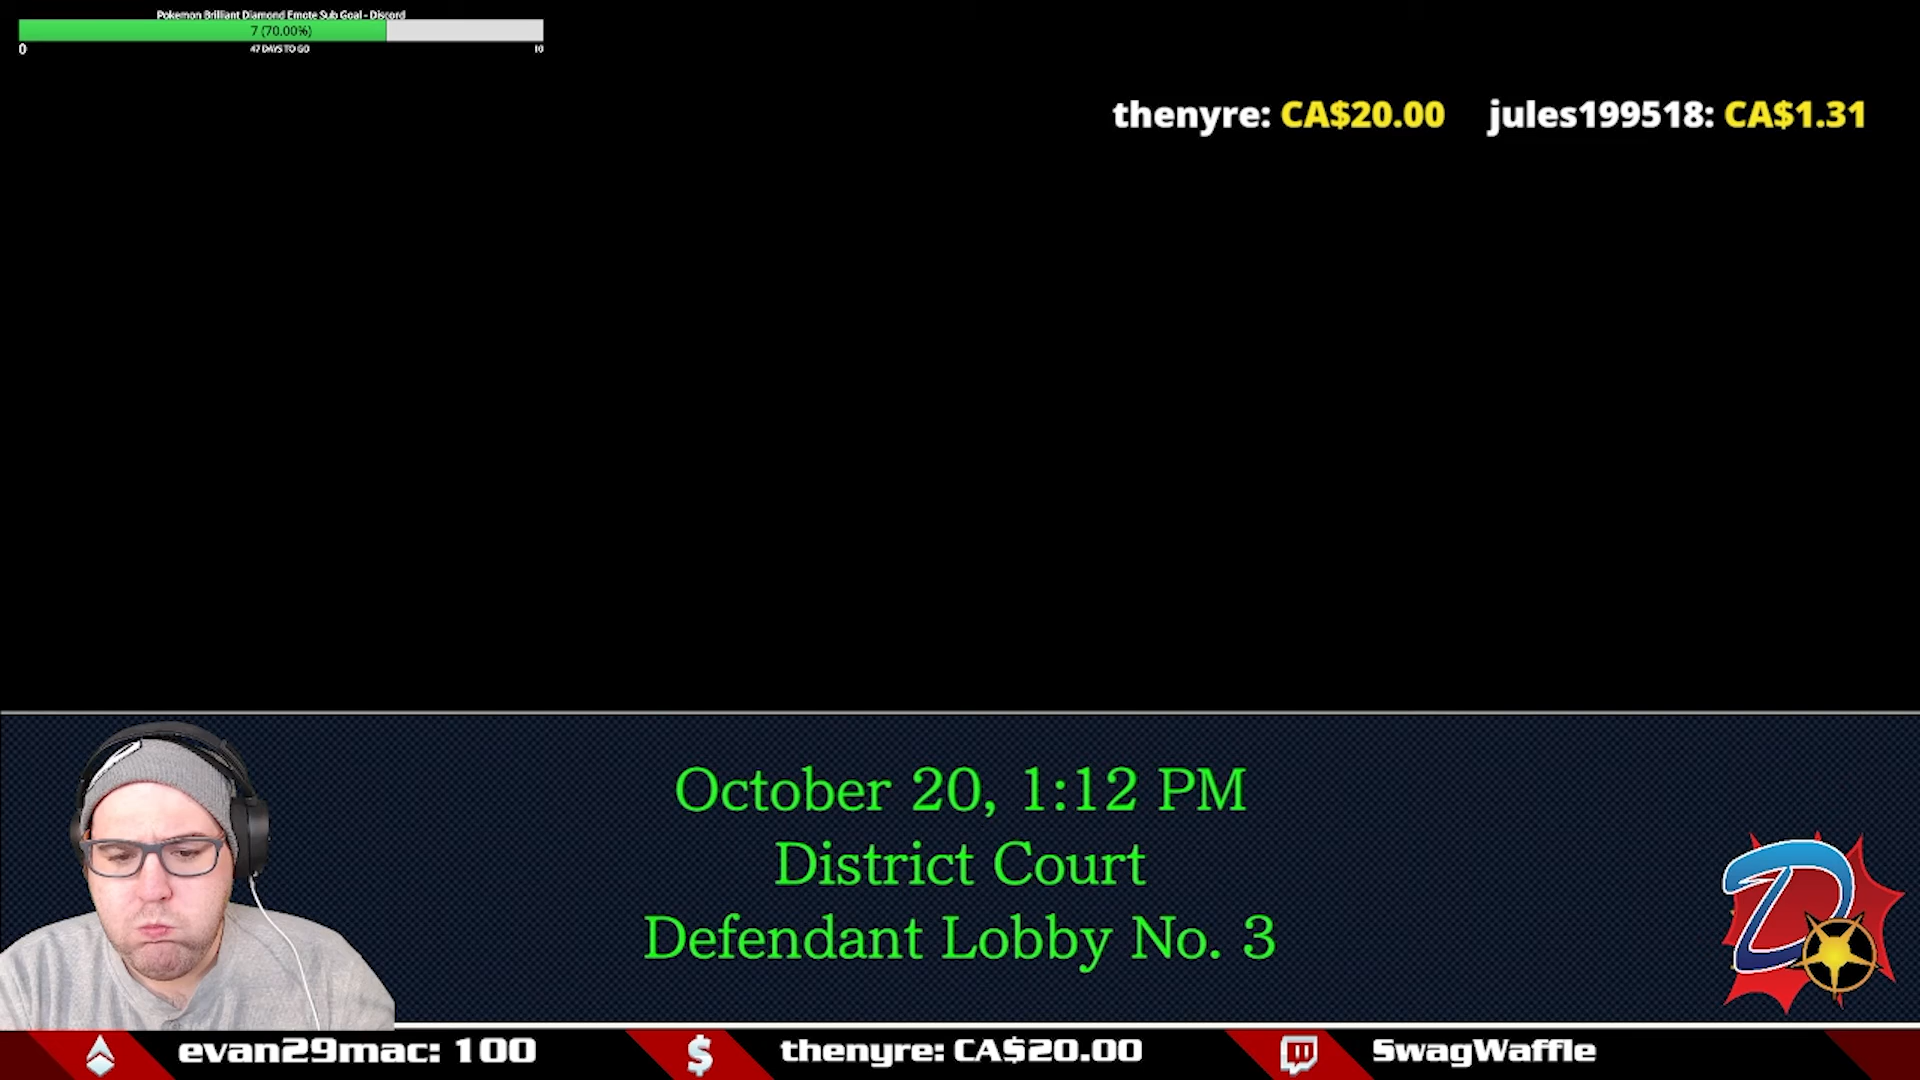 Pokemon Brilliant Diamond Emote Sub Goal - Discord
7 (70.00%)
0
47 DAYS TO GO
10
thenyre: CA$20.00 jules199518: CA$1.31
October 20, 1:12 PM
District Court
Defendant Lobby No. 3
D
evan29mac: 100
thenyre: CA$20.00
SwagWaffle